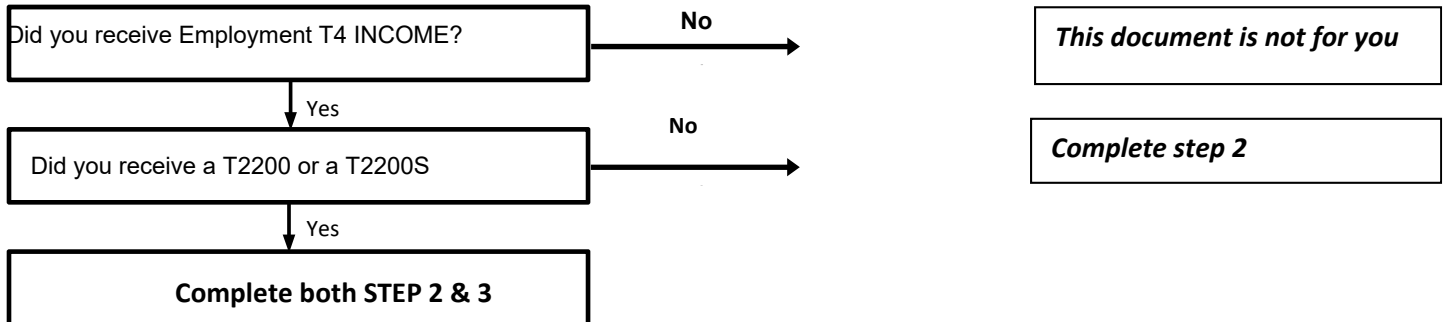 Did you receive Employment T4 INCOME?
No
This document is not for you
Yes
Did you receive a T2200 or a T2200S
No
Complete step 2
Yes
Complete both STEP 2 & 3